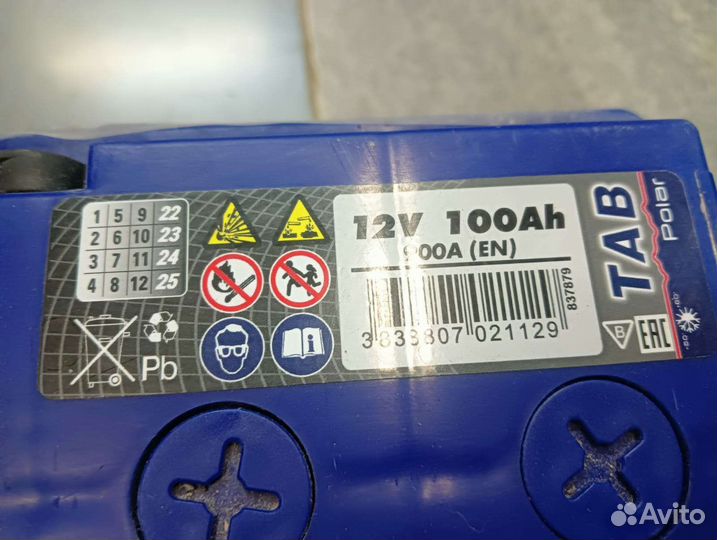 1 5 9 22
2 6 10 23
3 7 11 24
4 8 12 25
Pb
12V 100Ah
900A (EN)
3 838807 021129
837879
TAB
Polar
B
EAC
Avito